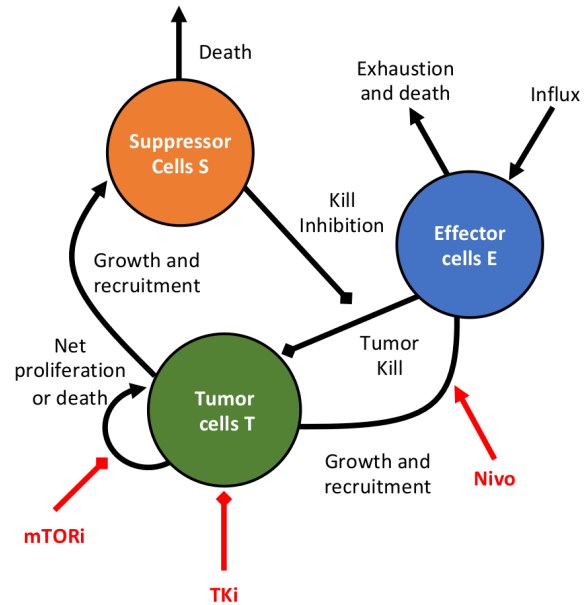 Death
Exhaustion
and death
Influx
Suppressor
Cells S
Kill
Inhibition
Effector
cells E
Growth and
recruitment
Net
proliferation
or death
Tumor
Kill
Tumor
cells T
Growth and
recruitment
Nivo
mTORi
TKi